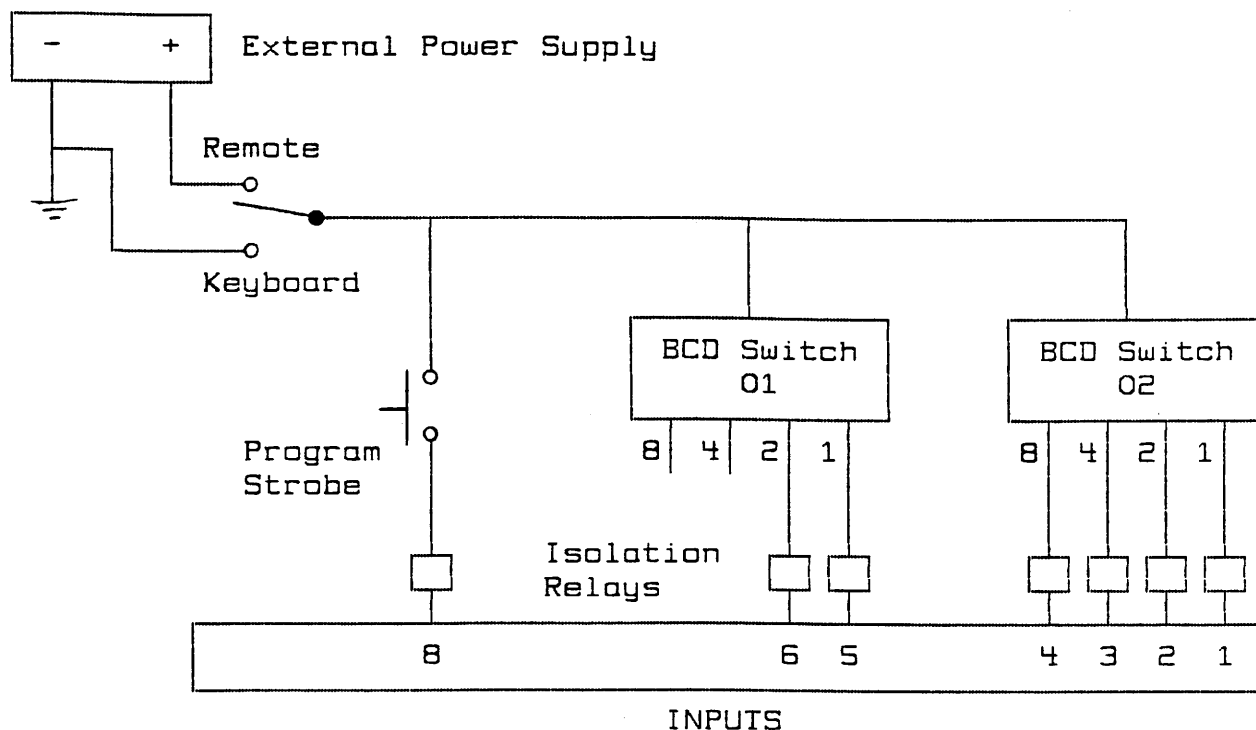 - + External Power Supply
Remote
Keyboard
BCD Switch
01
BCD Switch
02
8 4 2 1
8 4 2 1
Program
Strobe
Isolation
Relays
8 6 5 4 3 2 1
INPUTS